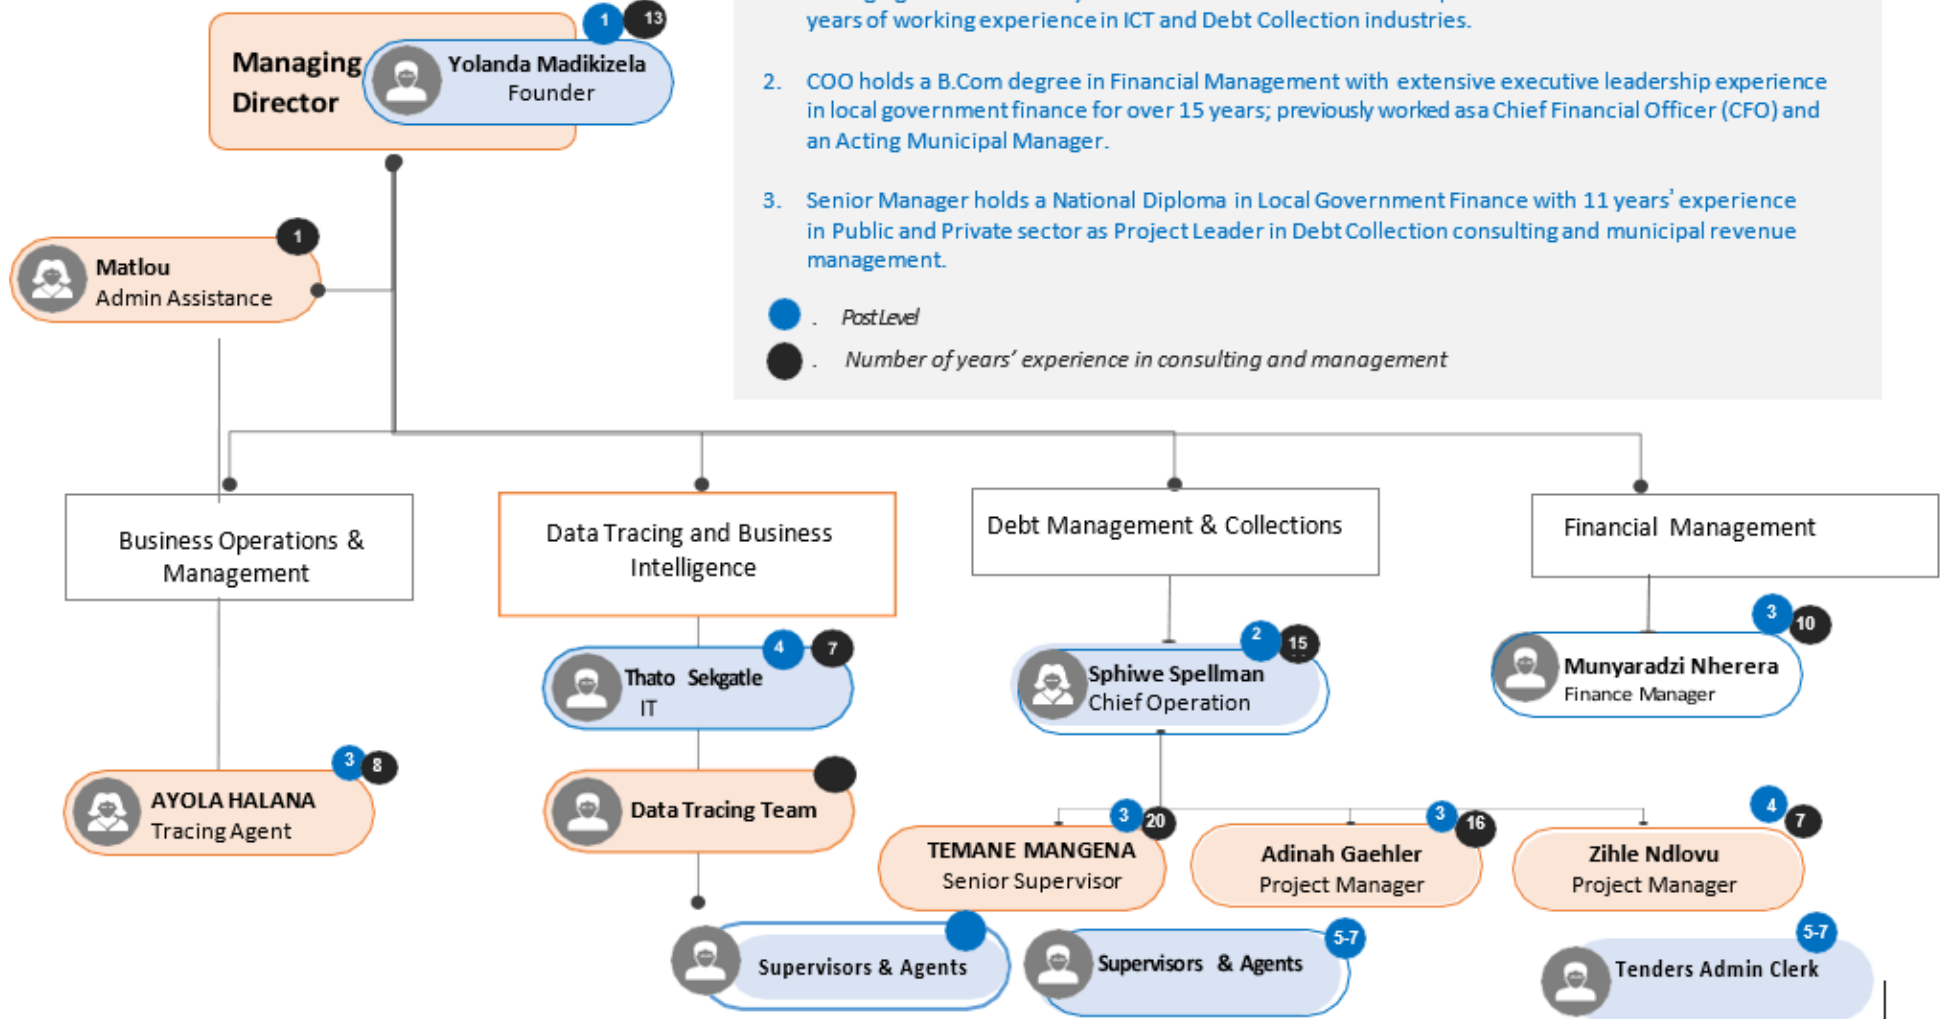 years of working experience in ICT and Debt Collection industries.
2. COO holds a B.Com degree in Financial Management with extensive executive leadership experience
in local government finance for over 15 years; previously worked as a Chief Financial Officer (CFO) and
an Acting Municipal Manager.
3. Senior Manager holds a National Diploma in Local Government Finance with 11 years' experience
in Public and Private sector as Project Leader in Debt Collection consulting and municipal revenue
management.
. Post Level
. Number of years' experience in consulting and management
1 13
Managing
Director
Yolanda Madikizela
Founder
1
Matlou
Admin Assistance
Business Operations &
Management
Data Tracing and Business
Intelligence
Debt Management & Collections
Financial Management
4 7
Thato Sekgatle
IT
2 15
Sphiwe Spellman
Chief Operation
3 10
Munyaradzi Nherera
Finance Manager
3 8
AYOLA HALANA
Tracing Agent
Data Tracing Team
3 20
TEMANE MANGENA
Senior Supervisor
3 16
Adinah Gaehler
Project Manager
4 7
Zihle Ndlovu
Project Manager
Supervisors & Agents
5-7
Supervisors & Agents
5-7
Tenders Admin Clerk